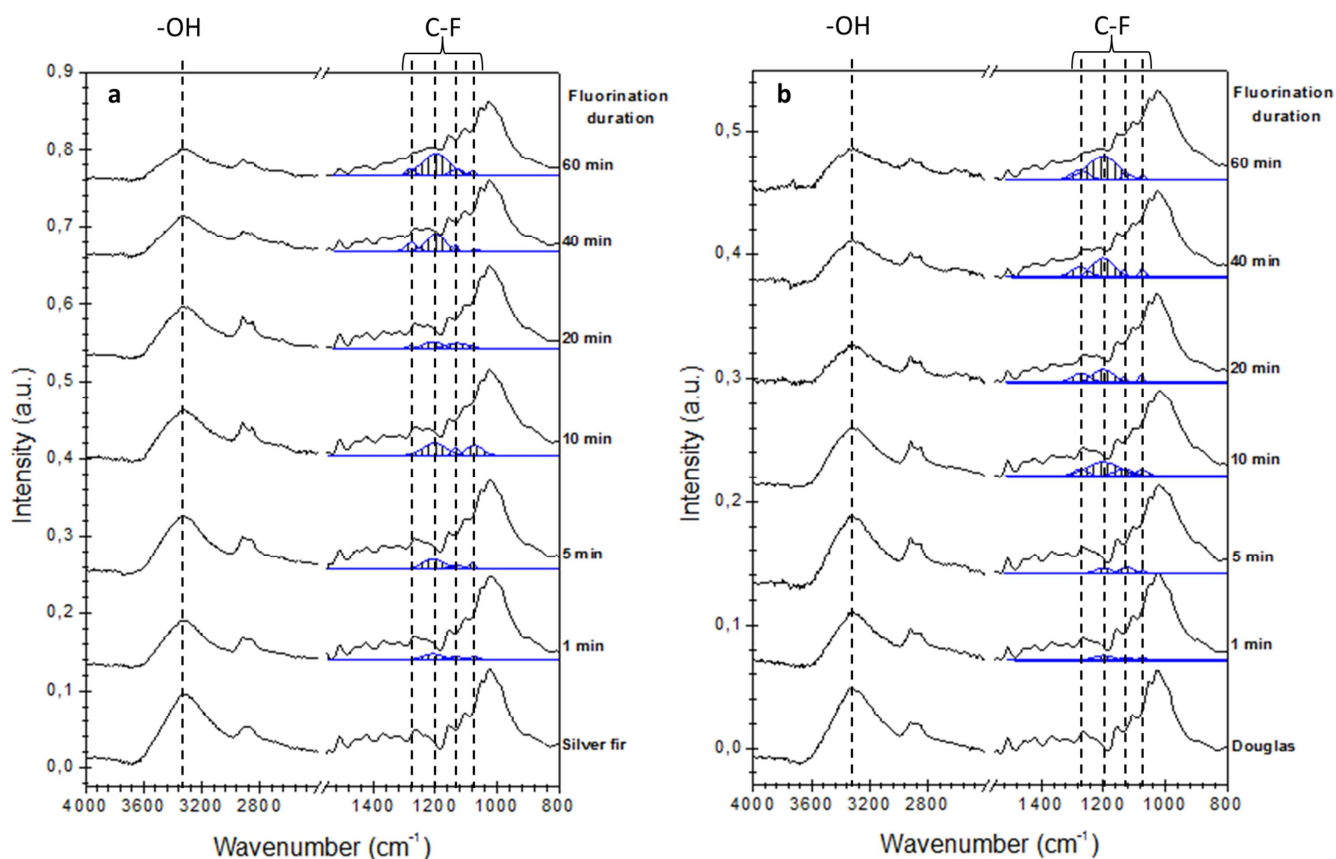 -OH
C-F
a
Fluorination
duration
0,9
0,8
0,7
0,6
0,5
0,4
0,3
0,2
0,1
0,0
Intensity (a.u.)
60 min
40 min
20 min
10 min
5 min
1 min
Silver fir
4000 3200 2800 1400 1200 1000 800
Wavenumber (cm⁻¹)
-OH
C-F
b
Fluorination
duration
0,5
0,4
0,3
0,2
0,1
0,0
Intensity (a.u.)
60 min
40 min
20 min
10 min
5 min
1 min
Douglas
4000 3200 2800 1400 1200 1000 800
Wavenumber (cm⁻¹)